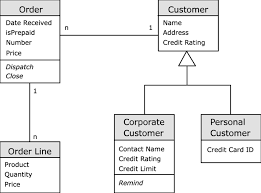 Order
Date Received
isPrepaid
Number
Price
Dispatch
Close
n
1
Customer
Name
Address
Credit Rating
1
n
Order Line
Product
Quantity
Price
Corporate
Customer
Contact Name
Credit Rating
Credit Limit
Remind
Personal
Customer
Credit Card ID